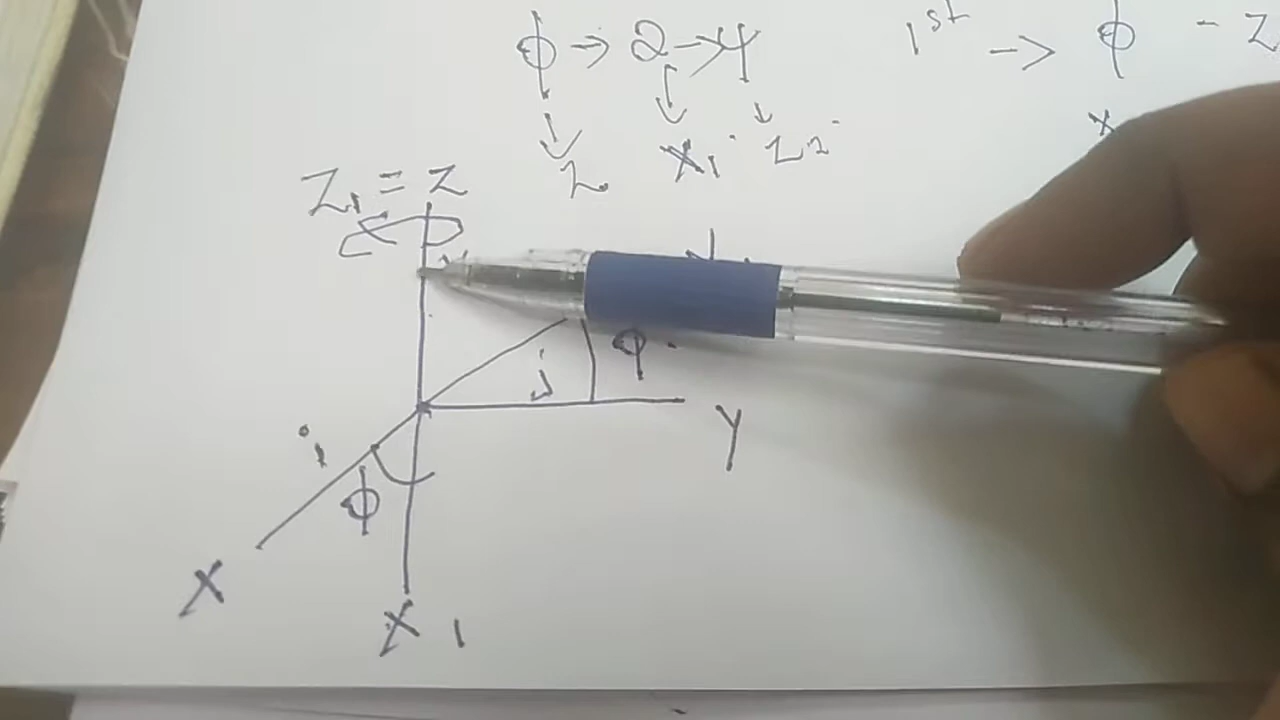 ϕ → θ → ψ 1st → ϕ - Z
Z X1 Z2
Z1 = Z
j ϕ
i Y
ϕ
X
X1